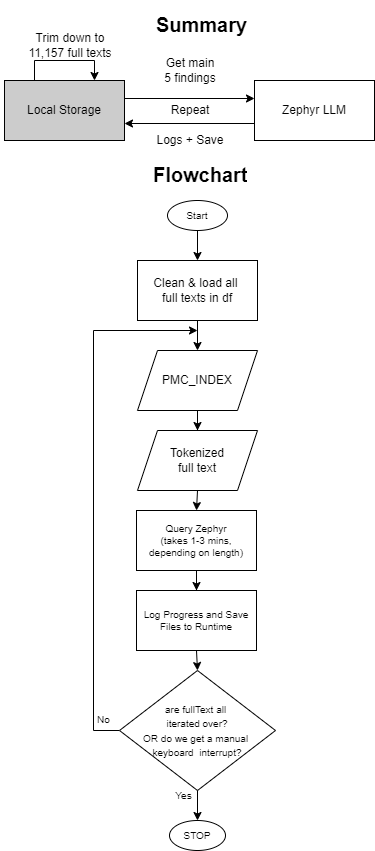 Summary
Trim down to
11,157 full texts
Get main
5 findings
Local Storage
Repeat
Zephyr LLM
Logs + Save
Flowchart
Start
Clean & load all
full texts in df
PMC_INDEX
Tokenized
full text
Query Zephyr
(takes 1-3 mins,
depending on length)
Log Progress and Save
Files to Runtime
are fullText all
iterated over?
OR do we get a manual
keyboard interrupt?
No
Yes
STOP